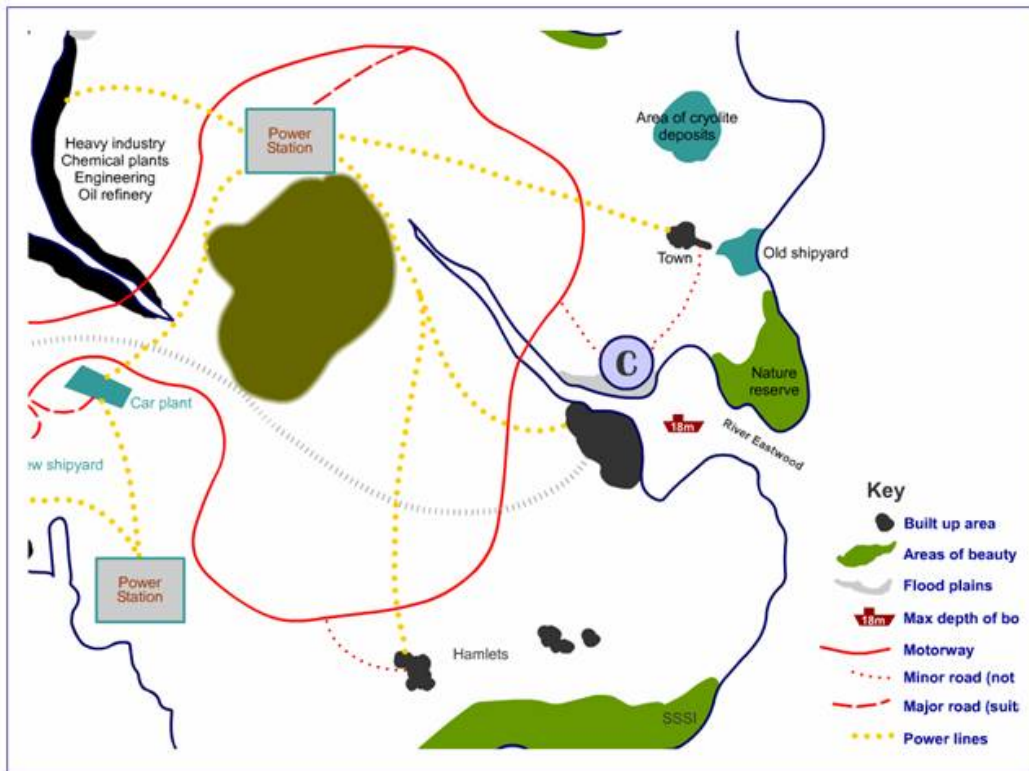 Area of cryolite
deposits
Power
Station
Heavy industry
Chemical plants
Engineering
Oil refinery
Town
Old shipyard
C
Nature
reserve
Car plant
18m
River Eastwood
ew shipyard
Power
Station
Hamlets
SSSI
Key
Built up area
Areas of beauty
Flood plains
18m
Max depth of bo
Motorway
Minor road (not
Major road (suit
Power lines